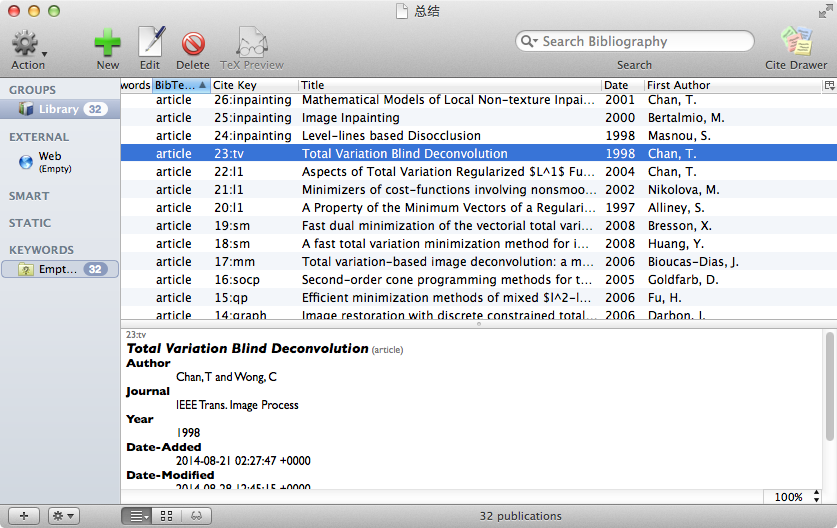 总结
Action New Edit Delete TeX Preview Search Bibliography Search Cite Drawer
GROUPS
Library 32
EXTERNAL
Web
(Empty)
SMART
STATIC
KEYWORDS
Empt... 32
words BibTe... Cite Key Title Date First Author
article 26:inpainting Mathematical Models of Local Non-texture Inpai... 2001 Chan, T.
article 25:inpainting Image Inpainting 2000 Bertalmio, M.
article 24:inpainting Level-lines based Disocclusion 1998 Masnou, S.
article 23:tv Total Variation Blind Deconvolution 1998 Chan, T.
article 22:l1 Aspects of Total Variation Regularized $L^1$ Fu... 2004 Chan, T.
article 21:l1 Minimizers of cost-functions involving nonsmoo... 2002 Nikolova, M.
article 20:l1 A Property of the Minimum Vectors of a Regulari... 1997 Alliney, S.
article 19:sm Fast dual minimization of the vectorial total vari... 2008 Bresson, X.
article 18:sm A fast total variation minimization method for i... 2008 Huang, Y.
article 17:mm Total variation-based image deconvolution: a m... 2006 Bioucas-Dias, J.
article 16:socp Second-order cone programming methods for t... 2005 Goldfarb, D.
article 15:qp Efficient minimization methods of mixed $l^2-l... 2006 Fu, H.
article 14:graph Image restoration with discrete constrained total... 2006 Darbon, J.
23:tv
Total Variation Blind Deconvolution (article)
Author
Chan, T and Wong, C
Journal
IEEE Trans. Image Process
Year
1998
Date-Added
2014-08-21 02:27:47 +0000
Date-Modified
2014-08-28 12:45:15 +0000
100%
32 publications